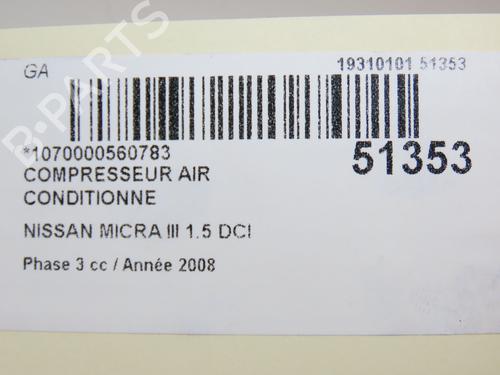 GA
19310101 51353
*1070000560783
51353
COMPRESSEUR AIR
CONDITIONNE
NISSAN MICRA III 1.5 DCI
Phase 3 cc / Année 2008
B-PARTS